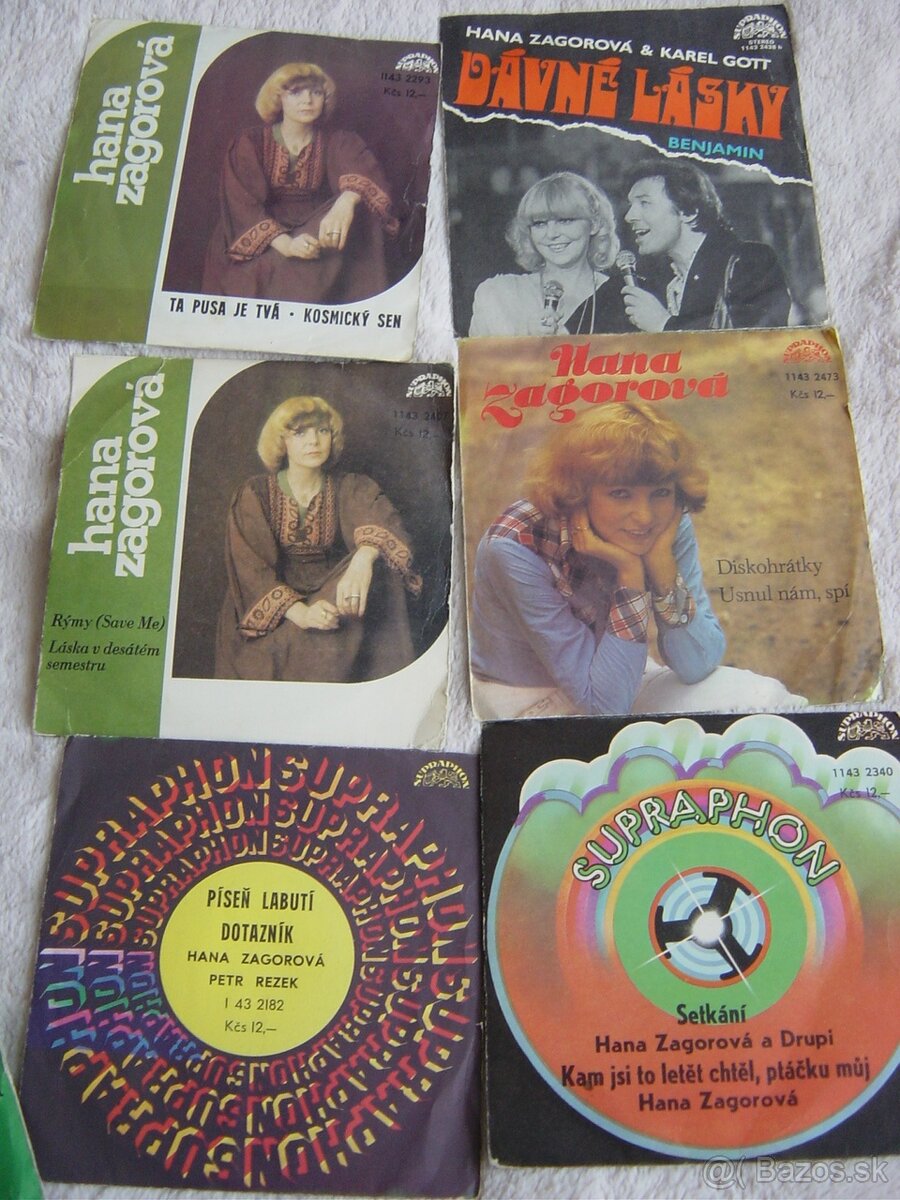 hana
zagorová
SUPRAPHON
1143 2293
Kčs 12,–
TA PUSA JE TVÁ · KOSMICKÝ SEN
HANA ZAGOROVÁ & KAREL GOTT
DÁVNÉ LÁSKY
BENJAMIN
SUPRAPHON
STEREO
hana
zagorová
SUPRAPHON
Kčs 12,–
Rýmy (Save Me)
Láska v desátém
semestru
Hana
Zagorová
SUPRAPHON
1143 2473
Kčs 12,–
Diskohrátky
Usnul nám, spí
SUPRAPHON
SUPRAPHON SUPRAPHON SUPRAPHON
PÍSEŇ LABUTÍ
DOTAZNÍK
HANA ZAGOROVÁ
PETR REZEK
1 43 2182
Kčs 12,–
SUPRAPHON
1143 2340
Kčs 12,–
SUPRAPHON
Setkání
Hana Zagorová a Drupi
Kam jsi to letět chtěl, ptáčku můj
Hana Zagorová
@( Bazos.sk